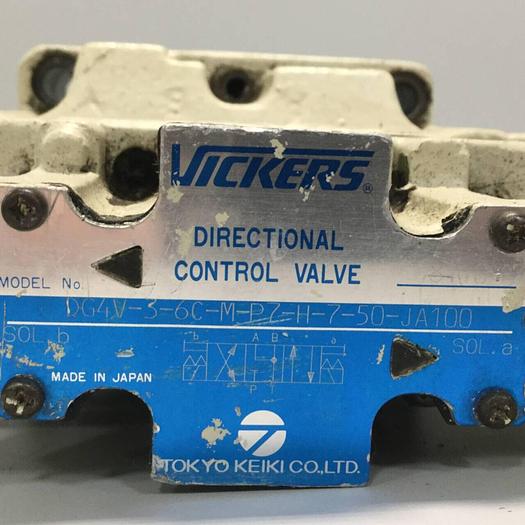 VICKERS®
DIRECTIONAL
CONTROL VALVE
MODEL No.
DG4V-3-6C-M-P7-H-7-50-JA100
SOL.b
SOL.a
b A B a
P
MADE IN JAPAN
TOKYO KEIKI CO.,LTD.